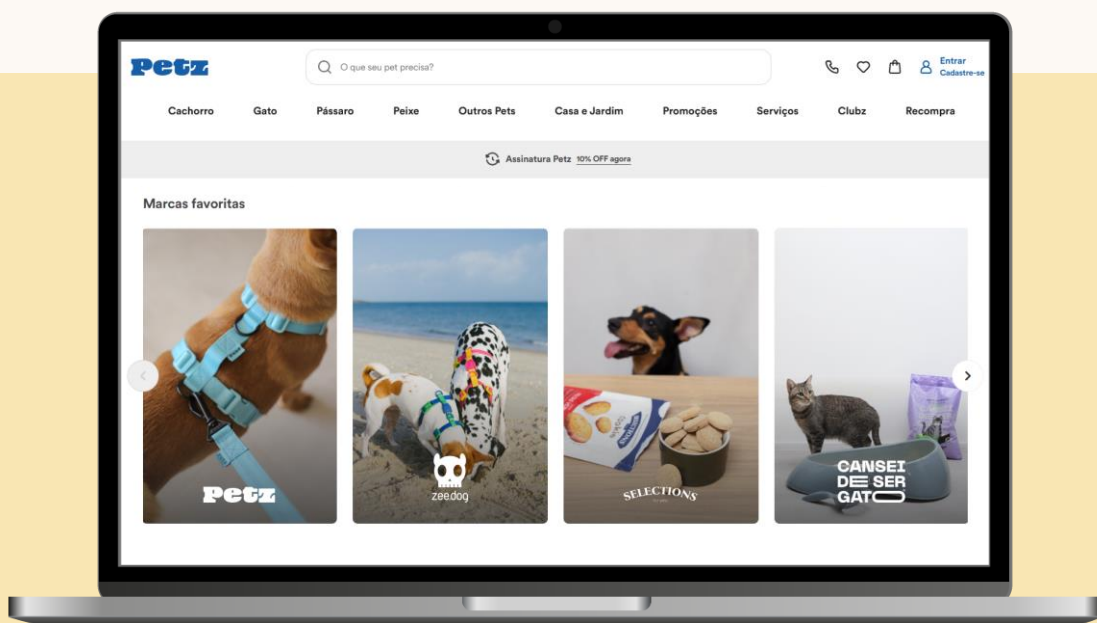 Petz
O que seu pet precisa?
Entrar
Cadastre-se
Cachorro Gato Pássaro Peixe Outros Pets Casa e Jardim Promoções Serviços Clubz Recompra
Assinatura Petz 10% OFF agora
Marcas favoritas
Petz
zee.dog
SELECTIONS
CANSEI
DE SER
GATO